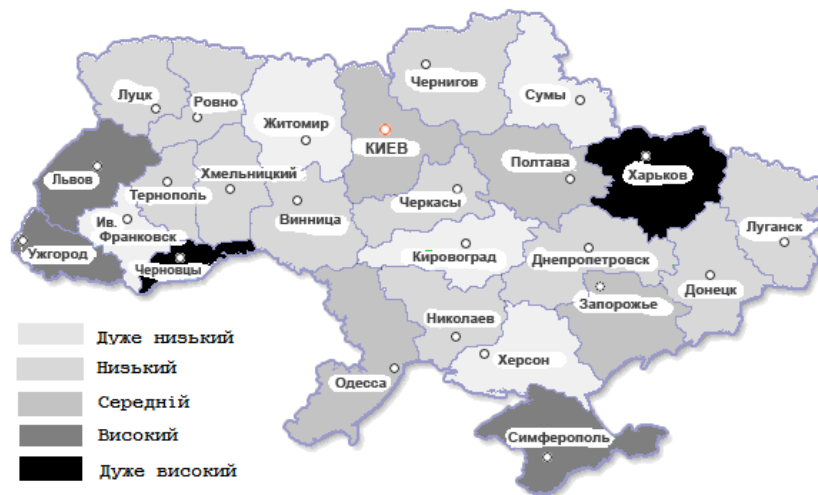 Чернигов
Сумы
Луцк
Ровно
Житомир
КИЕВ
Полтава
Харьков
Львов
Тернополь
Хмельницкий
Винница
Черкасы
Луганск
Ив.
Франковск
Ужгород
Черновцы
Кировоград
Днепропетровск
Донецк
Запорожье
Николаев
Херсон
Одесса
Симферополь
Дуже низький
Низький
Середній
Високий
Дуже високий